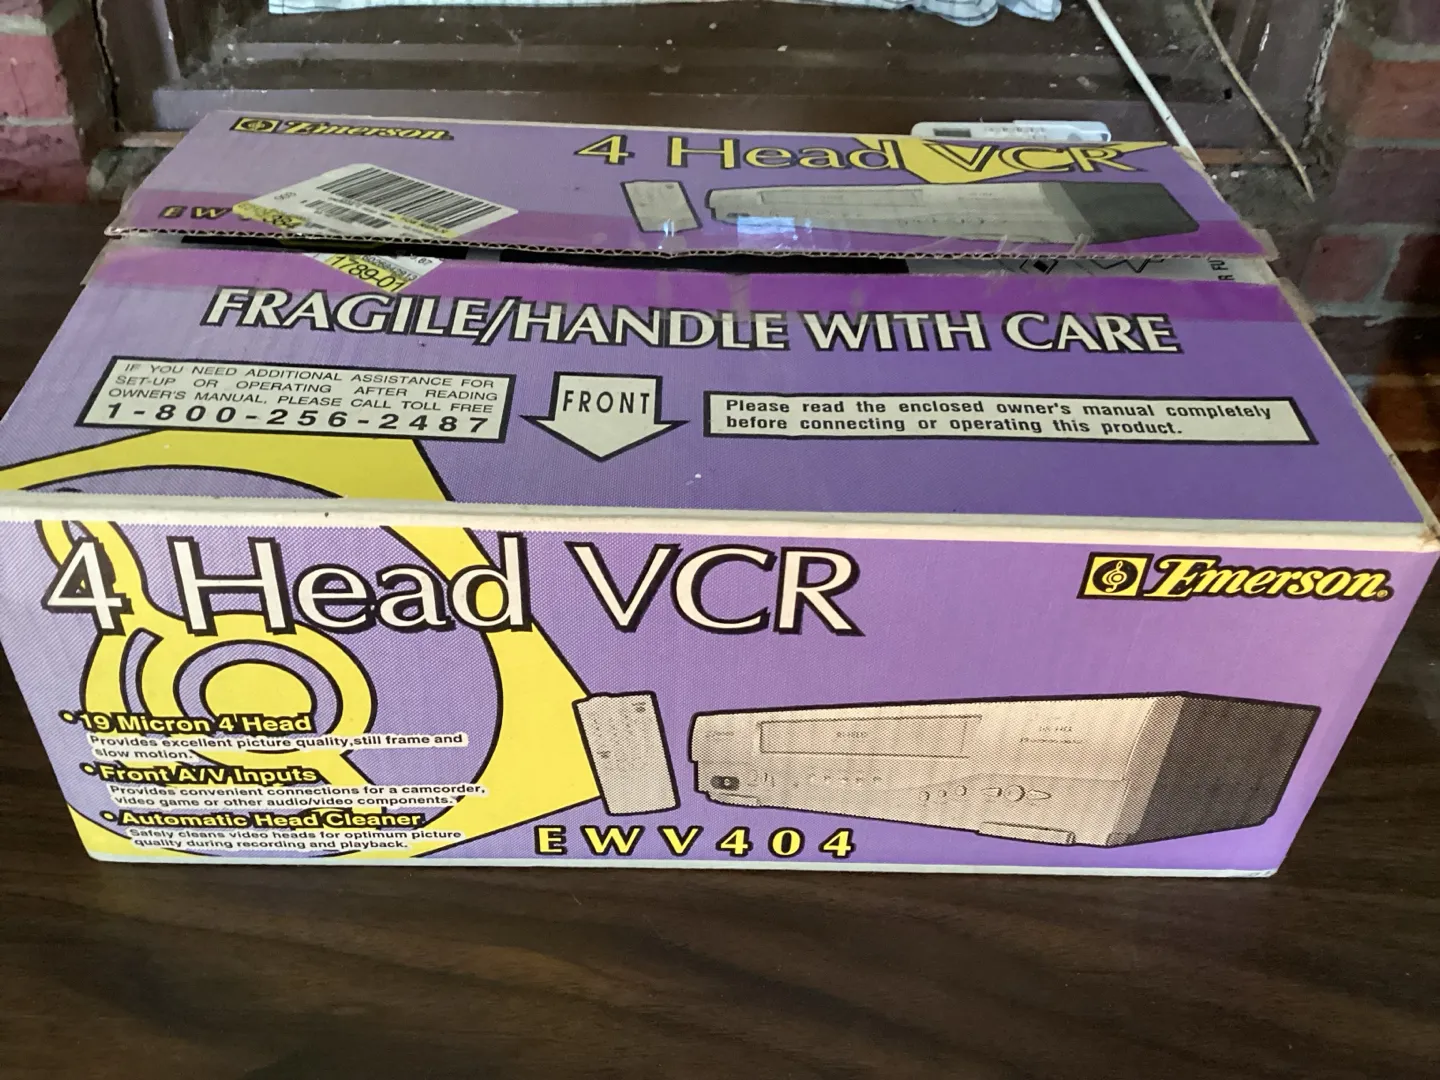 Emerson
4 Head VCR
E W
1789-01
FRAGILE/HANDLE WITH CARE
IF YOU NEED ADDITIONAL ASSISTANCE FOR
SET-UP OR OPERATING AFTER READING
OWNER'S MANUAL, PLEASE CALL TOLL FREE
1-800-256-2487
FRONT
Please read the enclosed owner's manual completely
before connecting or operating this product.
4 Head VCR
Emerson®
• 19 Micron 4 Head
Provides excellent picture quality,still frame and
slow motion.
• Front A/V Inputs
Provides convenient connections for a camcorder,
video game or other audio/video components.
• Automatic Head Cleaner
Safely cleans video heads for optimum picture
quality during recording and playback.
EWV404